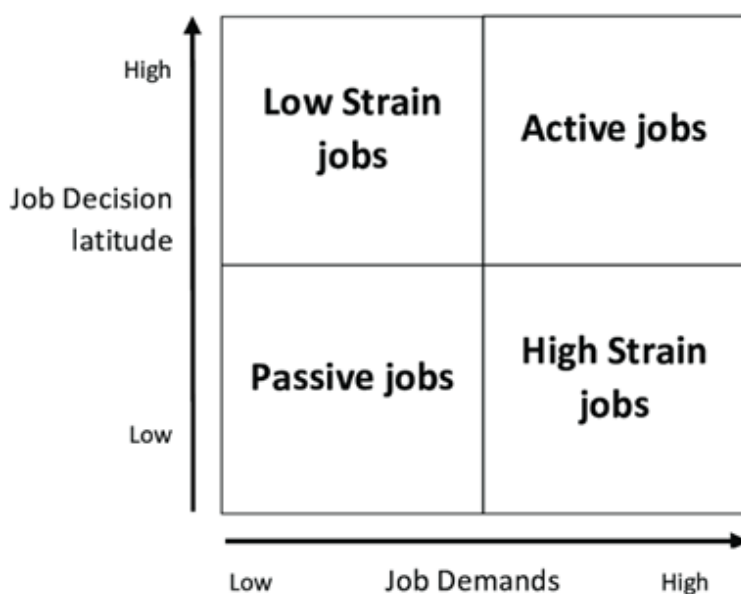 High
Low Strain
jobs
Active jobs
Job Decision
latitude
Passive jobs
High Strain
jobs
Low
Low
Job Demands
High